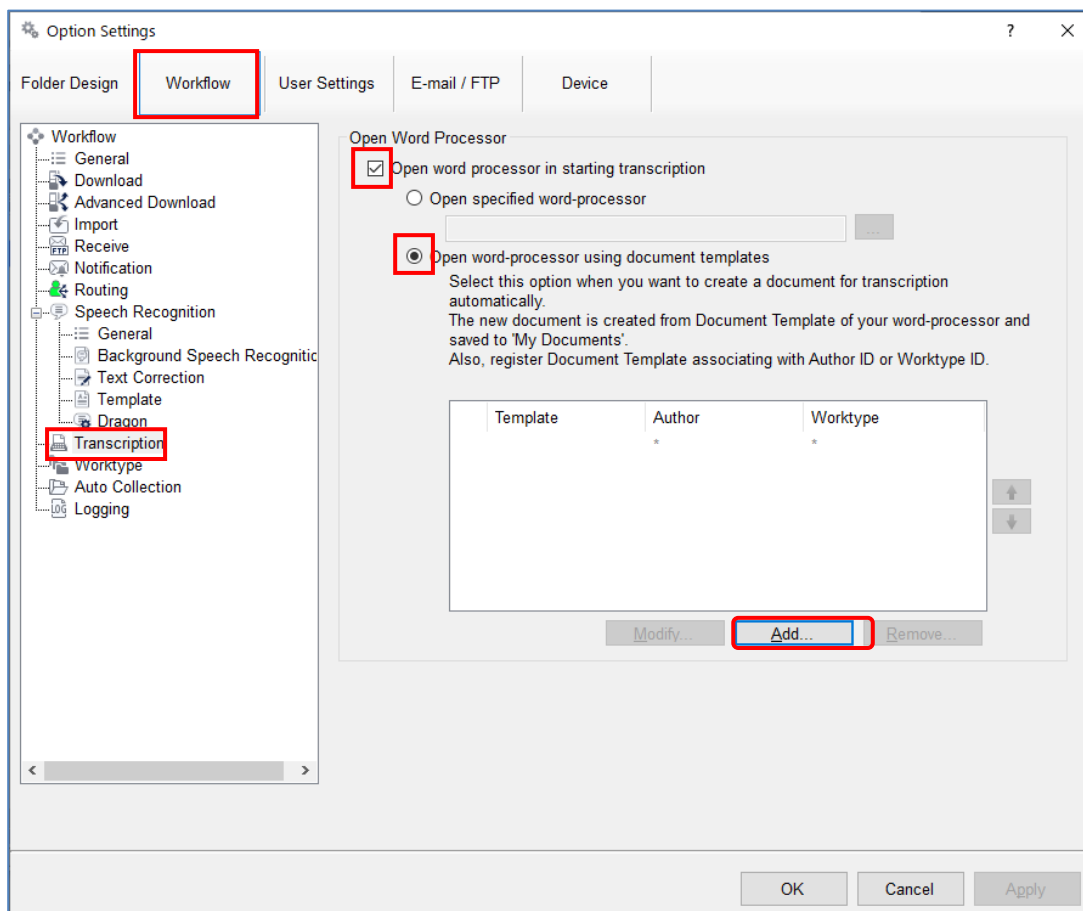 Option Settings
?
Folder Design
Workflow
User Settings
E-mail / FTP
Device
Workflow
General
Download
Advanced Download
Import
FTP Receive
Notification
Routing
Speech Recognition
General
Background Speech Recognitic
Text Correction
Template
Dragon
Transcription
Worktype
Auto Collection
LOG Logging
Open Word Processor
Open word processor in starting transcription
Open specified word-processor
...
Open word-processor using document templates
Select this option when you want to create a document for transcription
automatically.
The new document is created from Document Template of your word-processor and
saved to 'My Documents'.
Also, register Document Template associating with Author ID or Worktype ID.
Template Author Worktype
* *
Modify... Add... Remove...
OK Cancel Apply